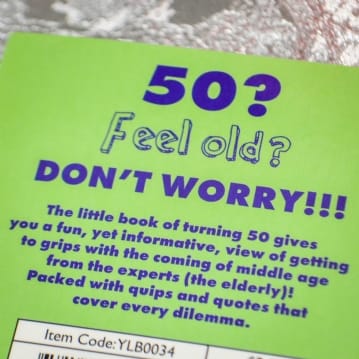 50?
Feel old?
DON'T WORRY!!!
The little book of turning 50 gives
you a fun, yet informative, view of getting
to grips with the coming of middle age
from the experts (the elderly)!
Packed with quips and quotes that
cover every dilemma.
Item Code: YLB0034